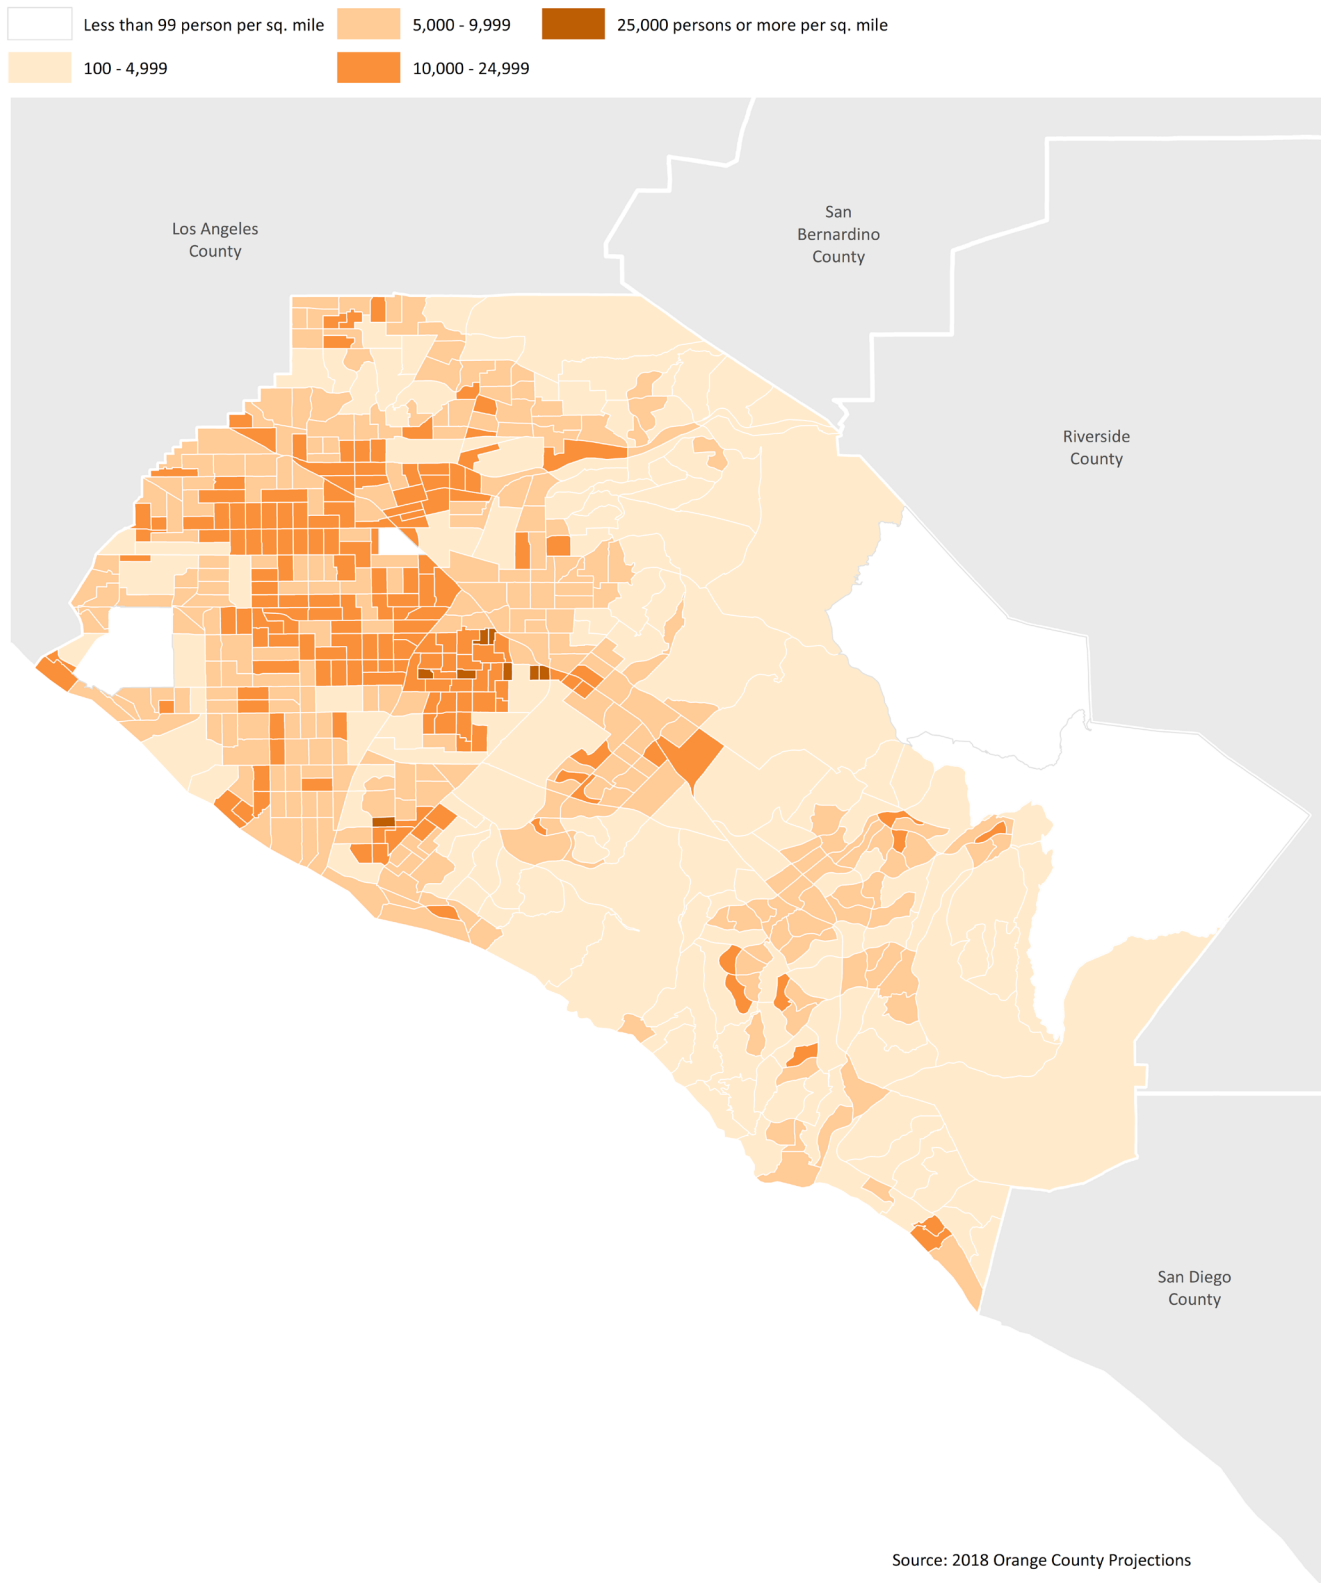 Less than 99 person per sq. mile
5,000 - 9,999
25,000 persons or more per sq. mile
100 - 4,999
10,000 - 24,999
Los Angeles
County
San
Bernardino
County
Riverside
County
San Diego
County
Source: 2018 Orange County Projections